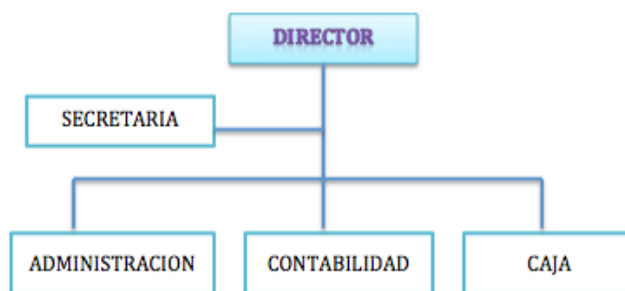 DIRECTOR
SECRETARIA
ADMINISTRACION
CONTABILIDAD
CAJA